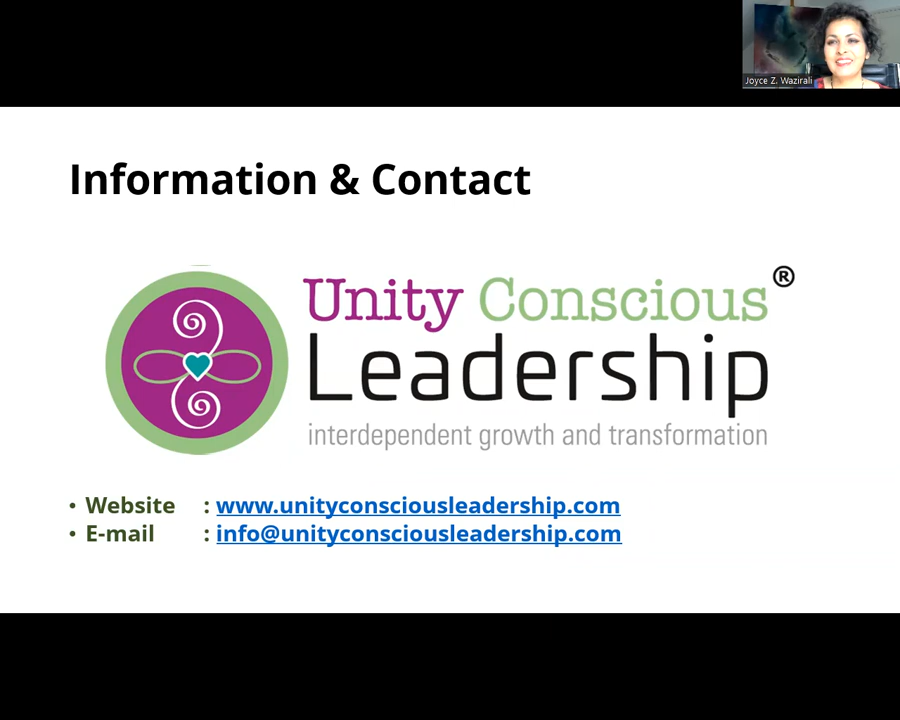 Joyce Z. Wazirali
Information & Contact
Unity Conscious®
Leadership
interdependent growth and transformation
• Website : www.unityconsciousleadership.com
• E-mail : info@unityconsciousleadership.com